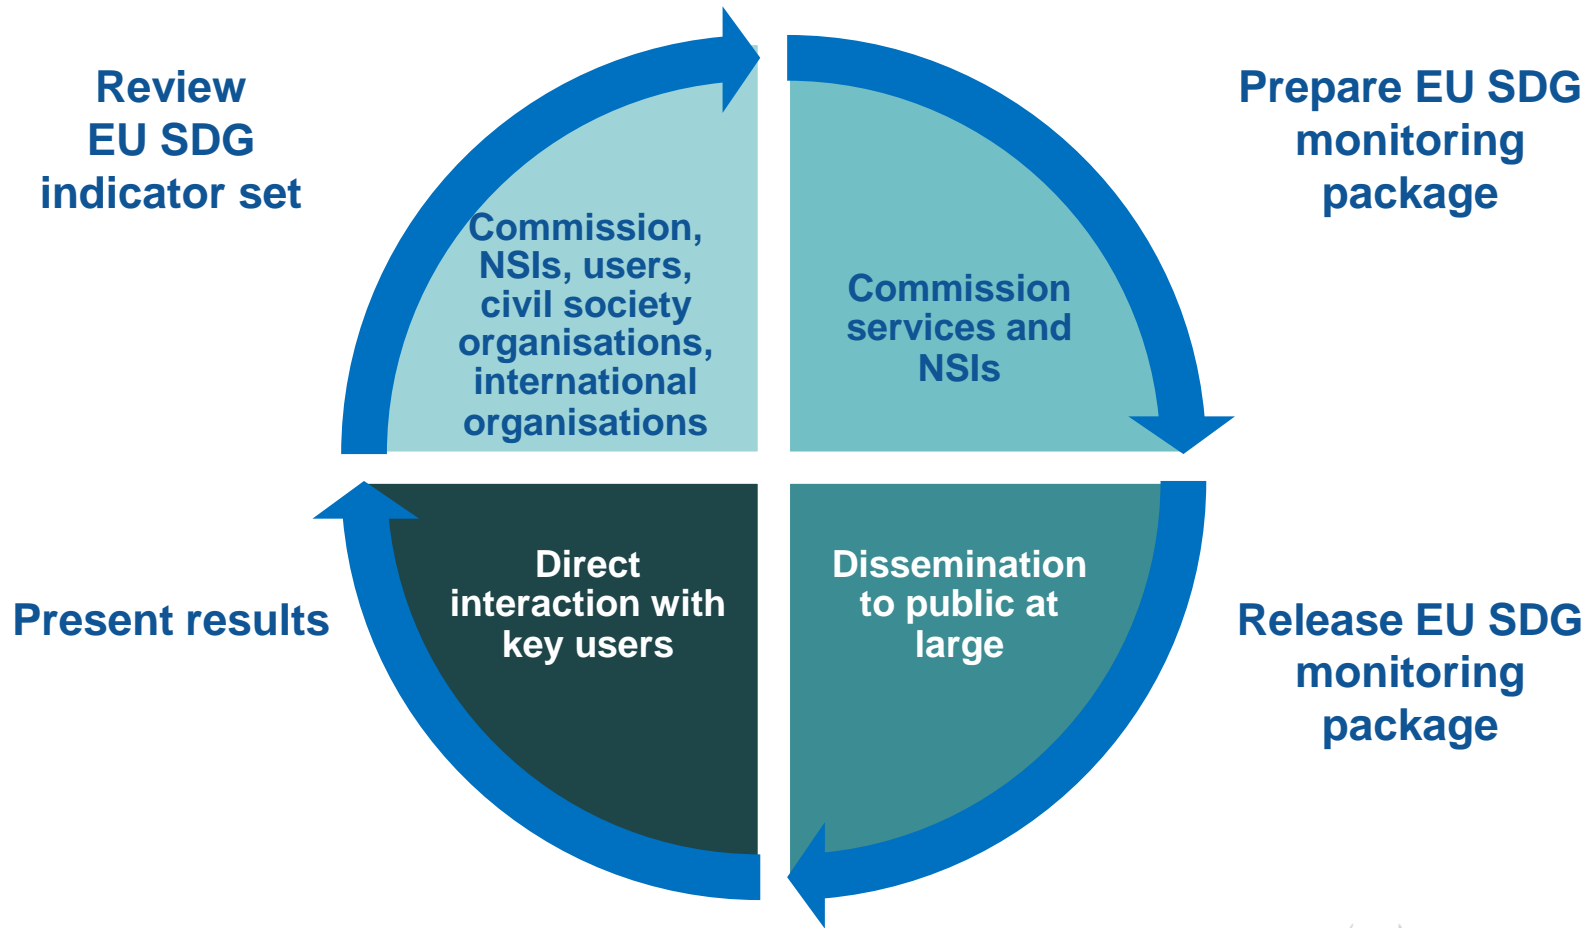 Review
EU SDG
indicator set
Commission,
NSIs, users,
civil society
organisations,
international
organisations
Prepare EU SDG
monitoring
package
Commission
services and
NSIs
Present results
Direct
interaction with
key users
Dissemination
to public at
large
Release EU SDG
monitoring
package